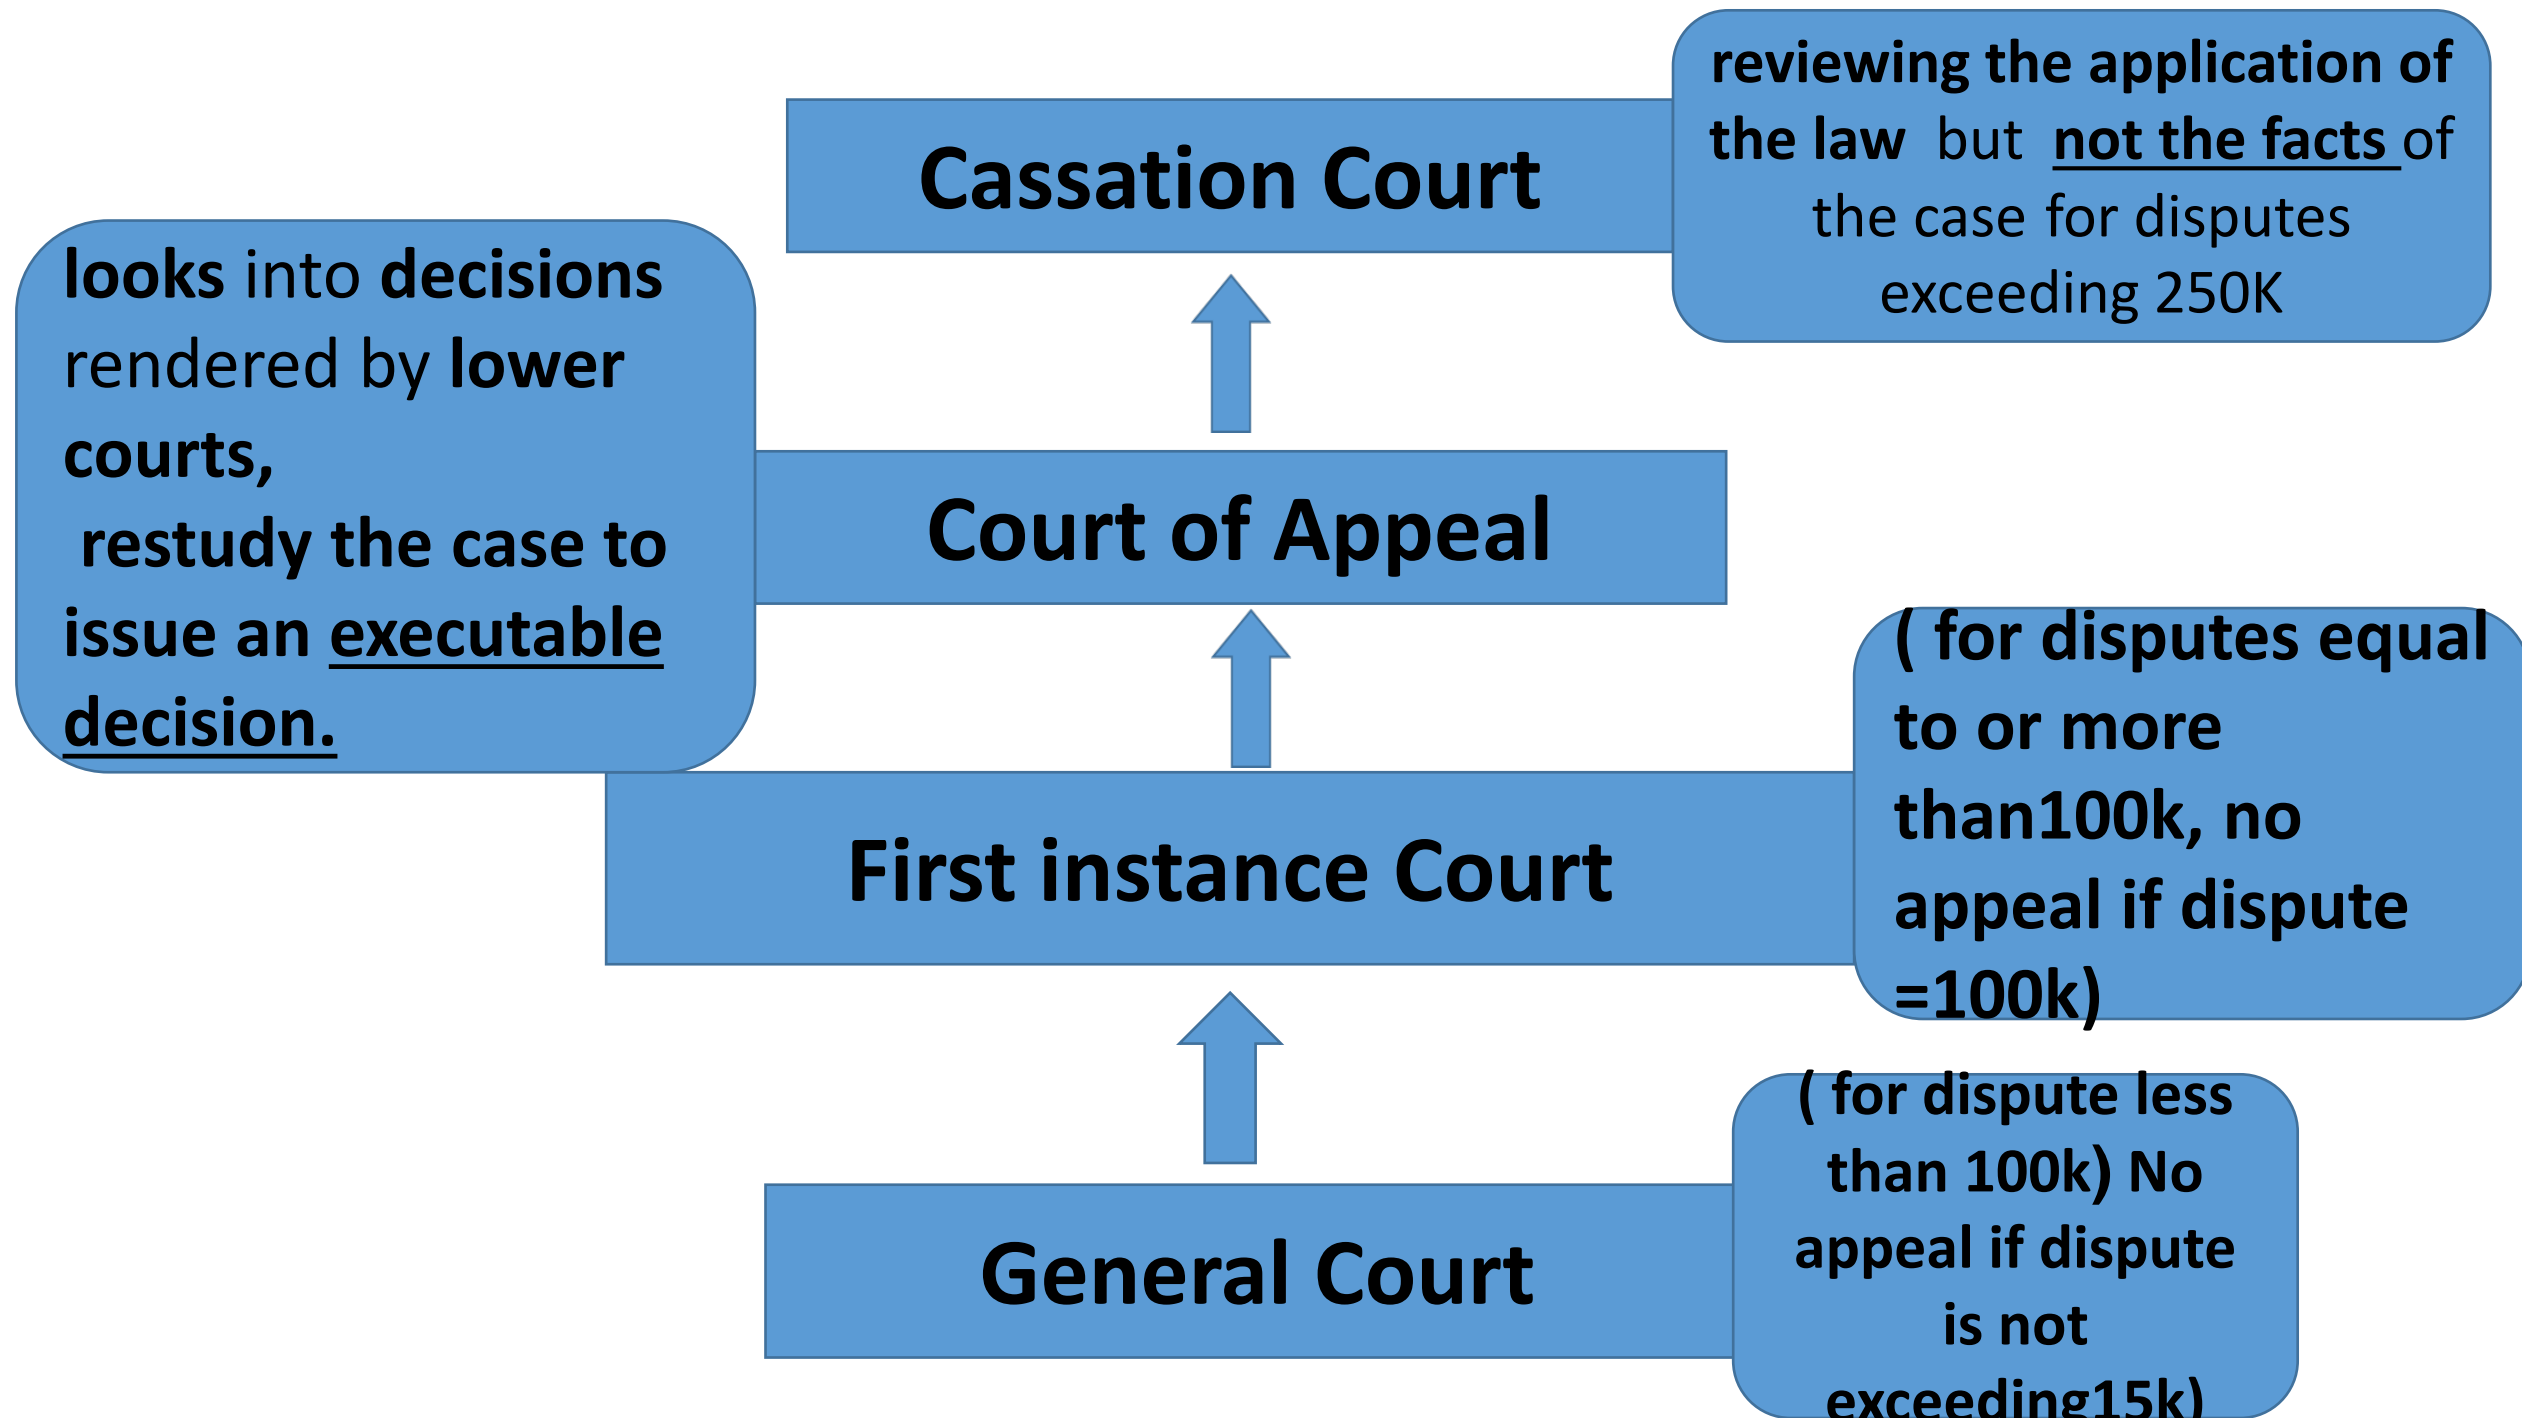 reviewing the application of
the law but not the facts of
the case for disputes
exceeding 250K
Cassation Court
looks into decisions
rendered by lower
courts,
restudy the case to
issue an executable
decision.
Court of Appeal
( for disputes equal
to or more
than100k, no
appeal if dispute
=100k)
First instance Court
( for dispute less
than 100k) No
appeal if dispute
is not
exceeding15k)
General Court